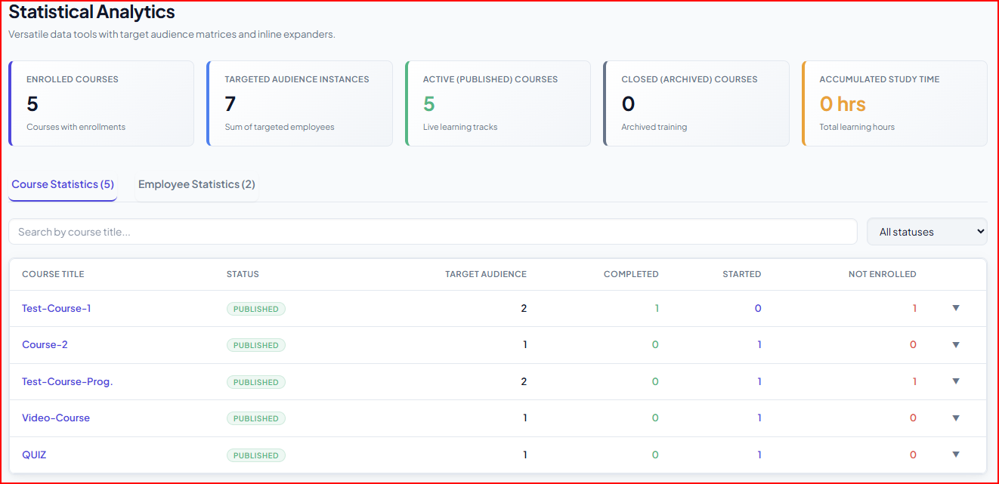 Statistical Analytics
Versatile data tools with target audience matrices and inline expanders.
ENROLLED COURSES
5
Courses with enrollments
TARGETED AUDIENCE INSTANCES
7
Sum of targeted employees
ACTIVE (PUBLISHED) COURSES
5
Live learning tracks
CLOSED (ARCHIVED) COURSES
0
Archived training
ACCUMULATED STUDY TIME
0 hrs
Total learning hours
Course Statistics (5) Employee Statistics (2)
Search by course title... All statuses
COURSE TITLE STATUS TARGET AUDIENCE COMPLETED STARTED NOT ENROLLED
Test-Course-1 PUBLISHED 2 1 0 1 ▼
Course-2 PUBLISHED 1 0 1 0 ▼
Test-Course-Prog. PUBLISHED 2 0 1 1 ▼
Video-Course PUBLISHED 1 0 1 0 ▼
QUIZ PUBLISHED 1 0 1 0 ▼